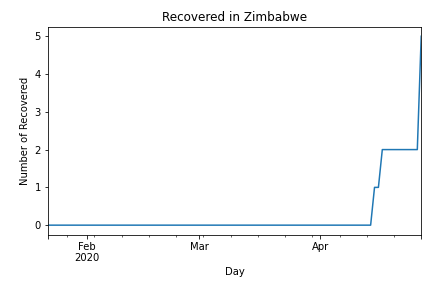 Recovered in Zimbabwe
Number of Recovered
5
4
3
2
1
0
Feb
2020
Mar
Apr
Day